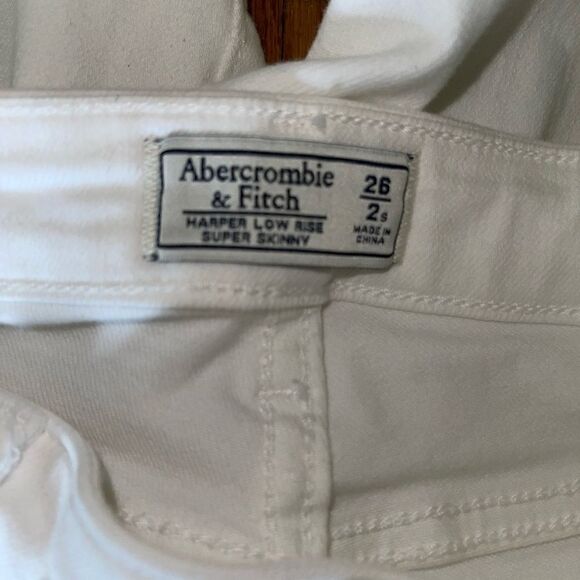 Abercrombie
& Fitch
HARPER LOW RISE
SUPER SKINNY
26
2s
MADE IN
CHINA